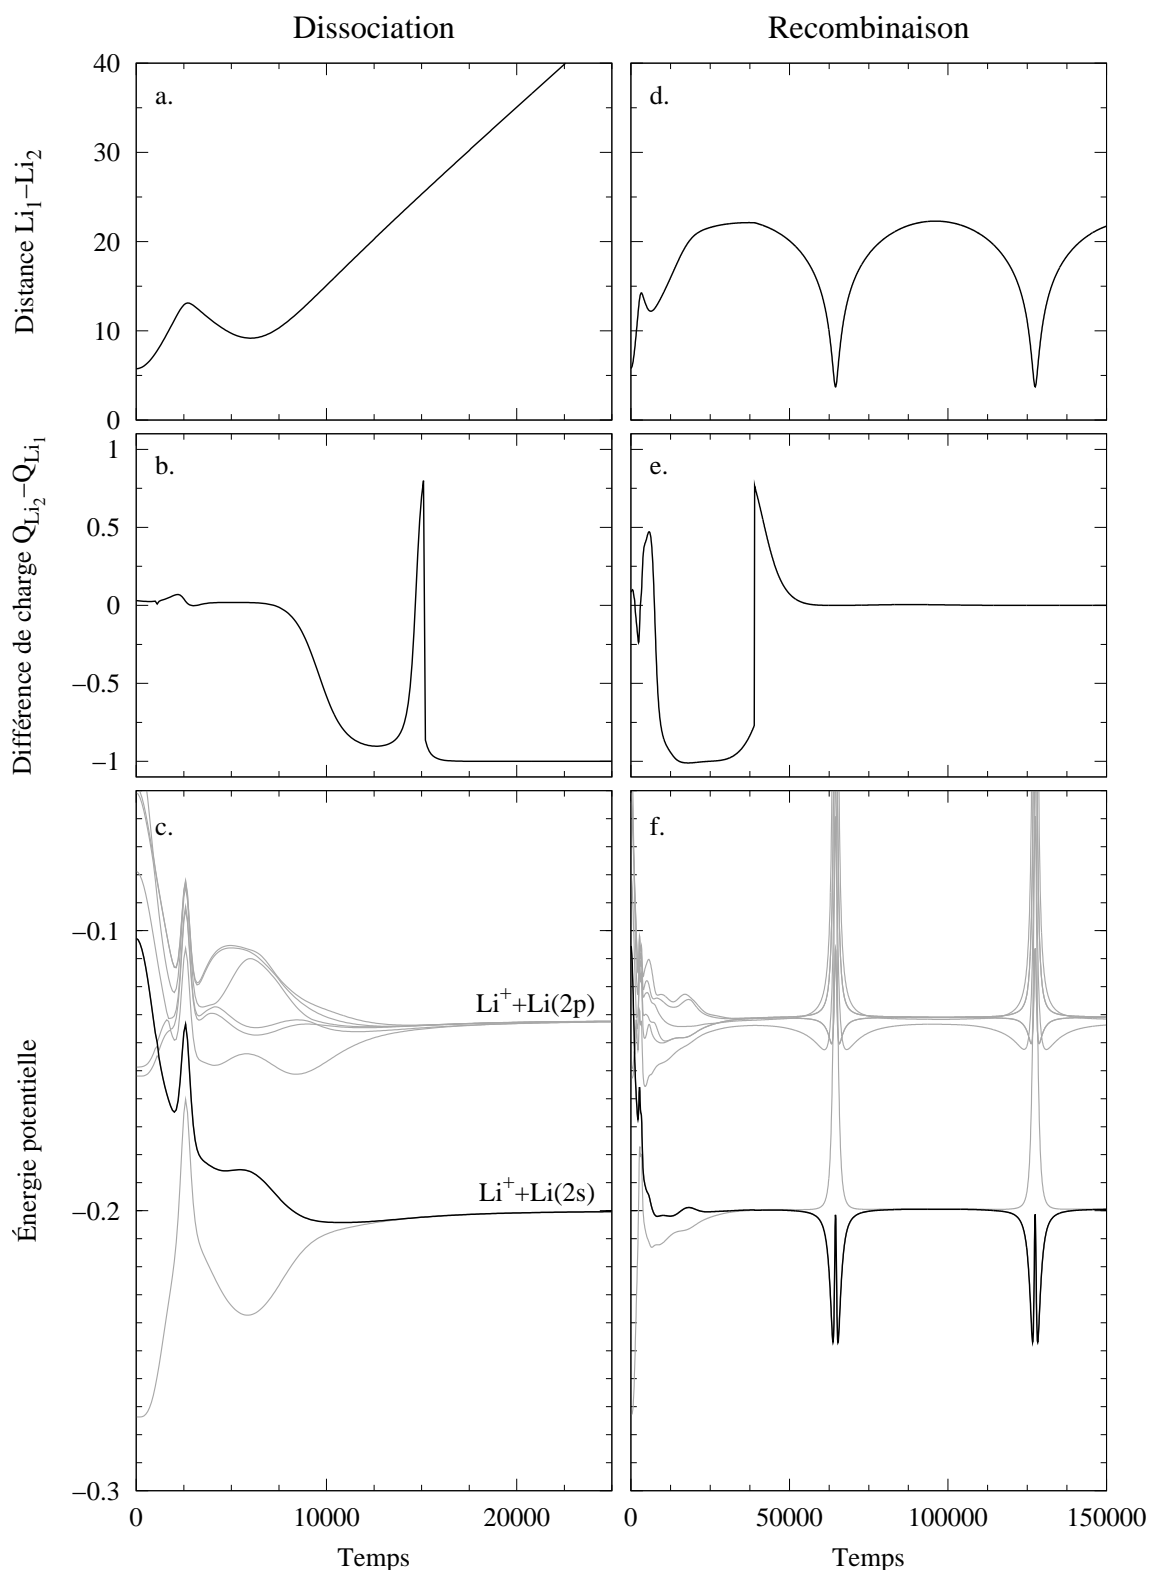 Dissociation
Recombinaison
a.
d.
40
30
20
10
0
Distance Li₁−Li₂
b.
e.
1
0.5
0
−0.5
−1
Différence de charge Q_Li₂−Q_Li₁
c.
f.
−0.1
−0.2
−0.3
Énergie potentielle
Li⁺+Li(2p)
Li⁺+Li(2s)
0 10000 20000
0 50000 100000 150000
Temps
Temps